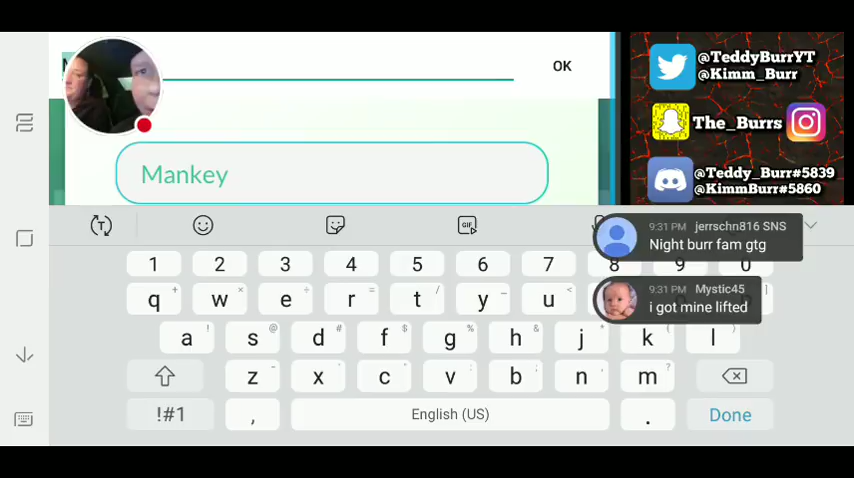 OK
Mankey
@TeddyBurrYT
@Kimm_Burr
The_Burrs
@Teddy_Burr#5839
@KimmBurr#5860
9:31 PM jerrschn816 SNS
Night burr fam gtg
9:31 PM Mystic45
i got mine lifted
T
GIF
1 2 3 4 5 6 7 8 9 0
q w e r t y u
a s d f g h j k l
z x c v b n m
!#1 , English (US) . Done